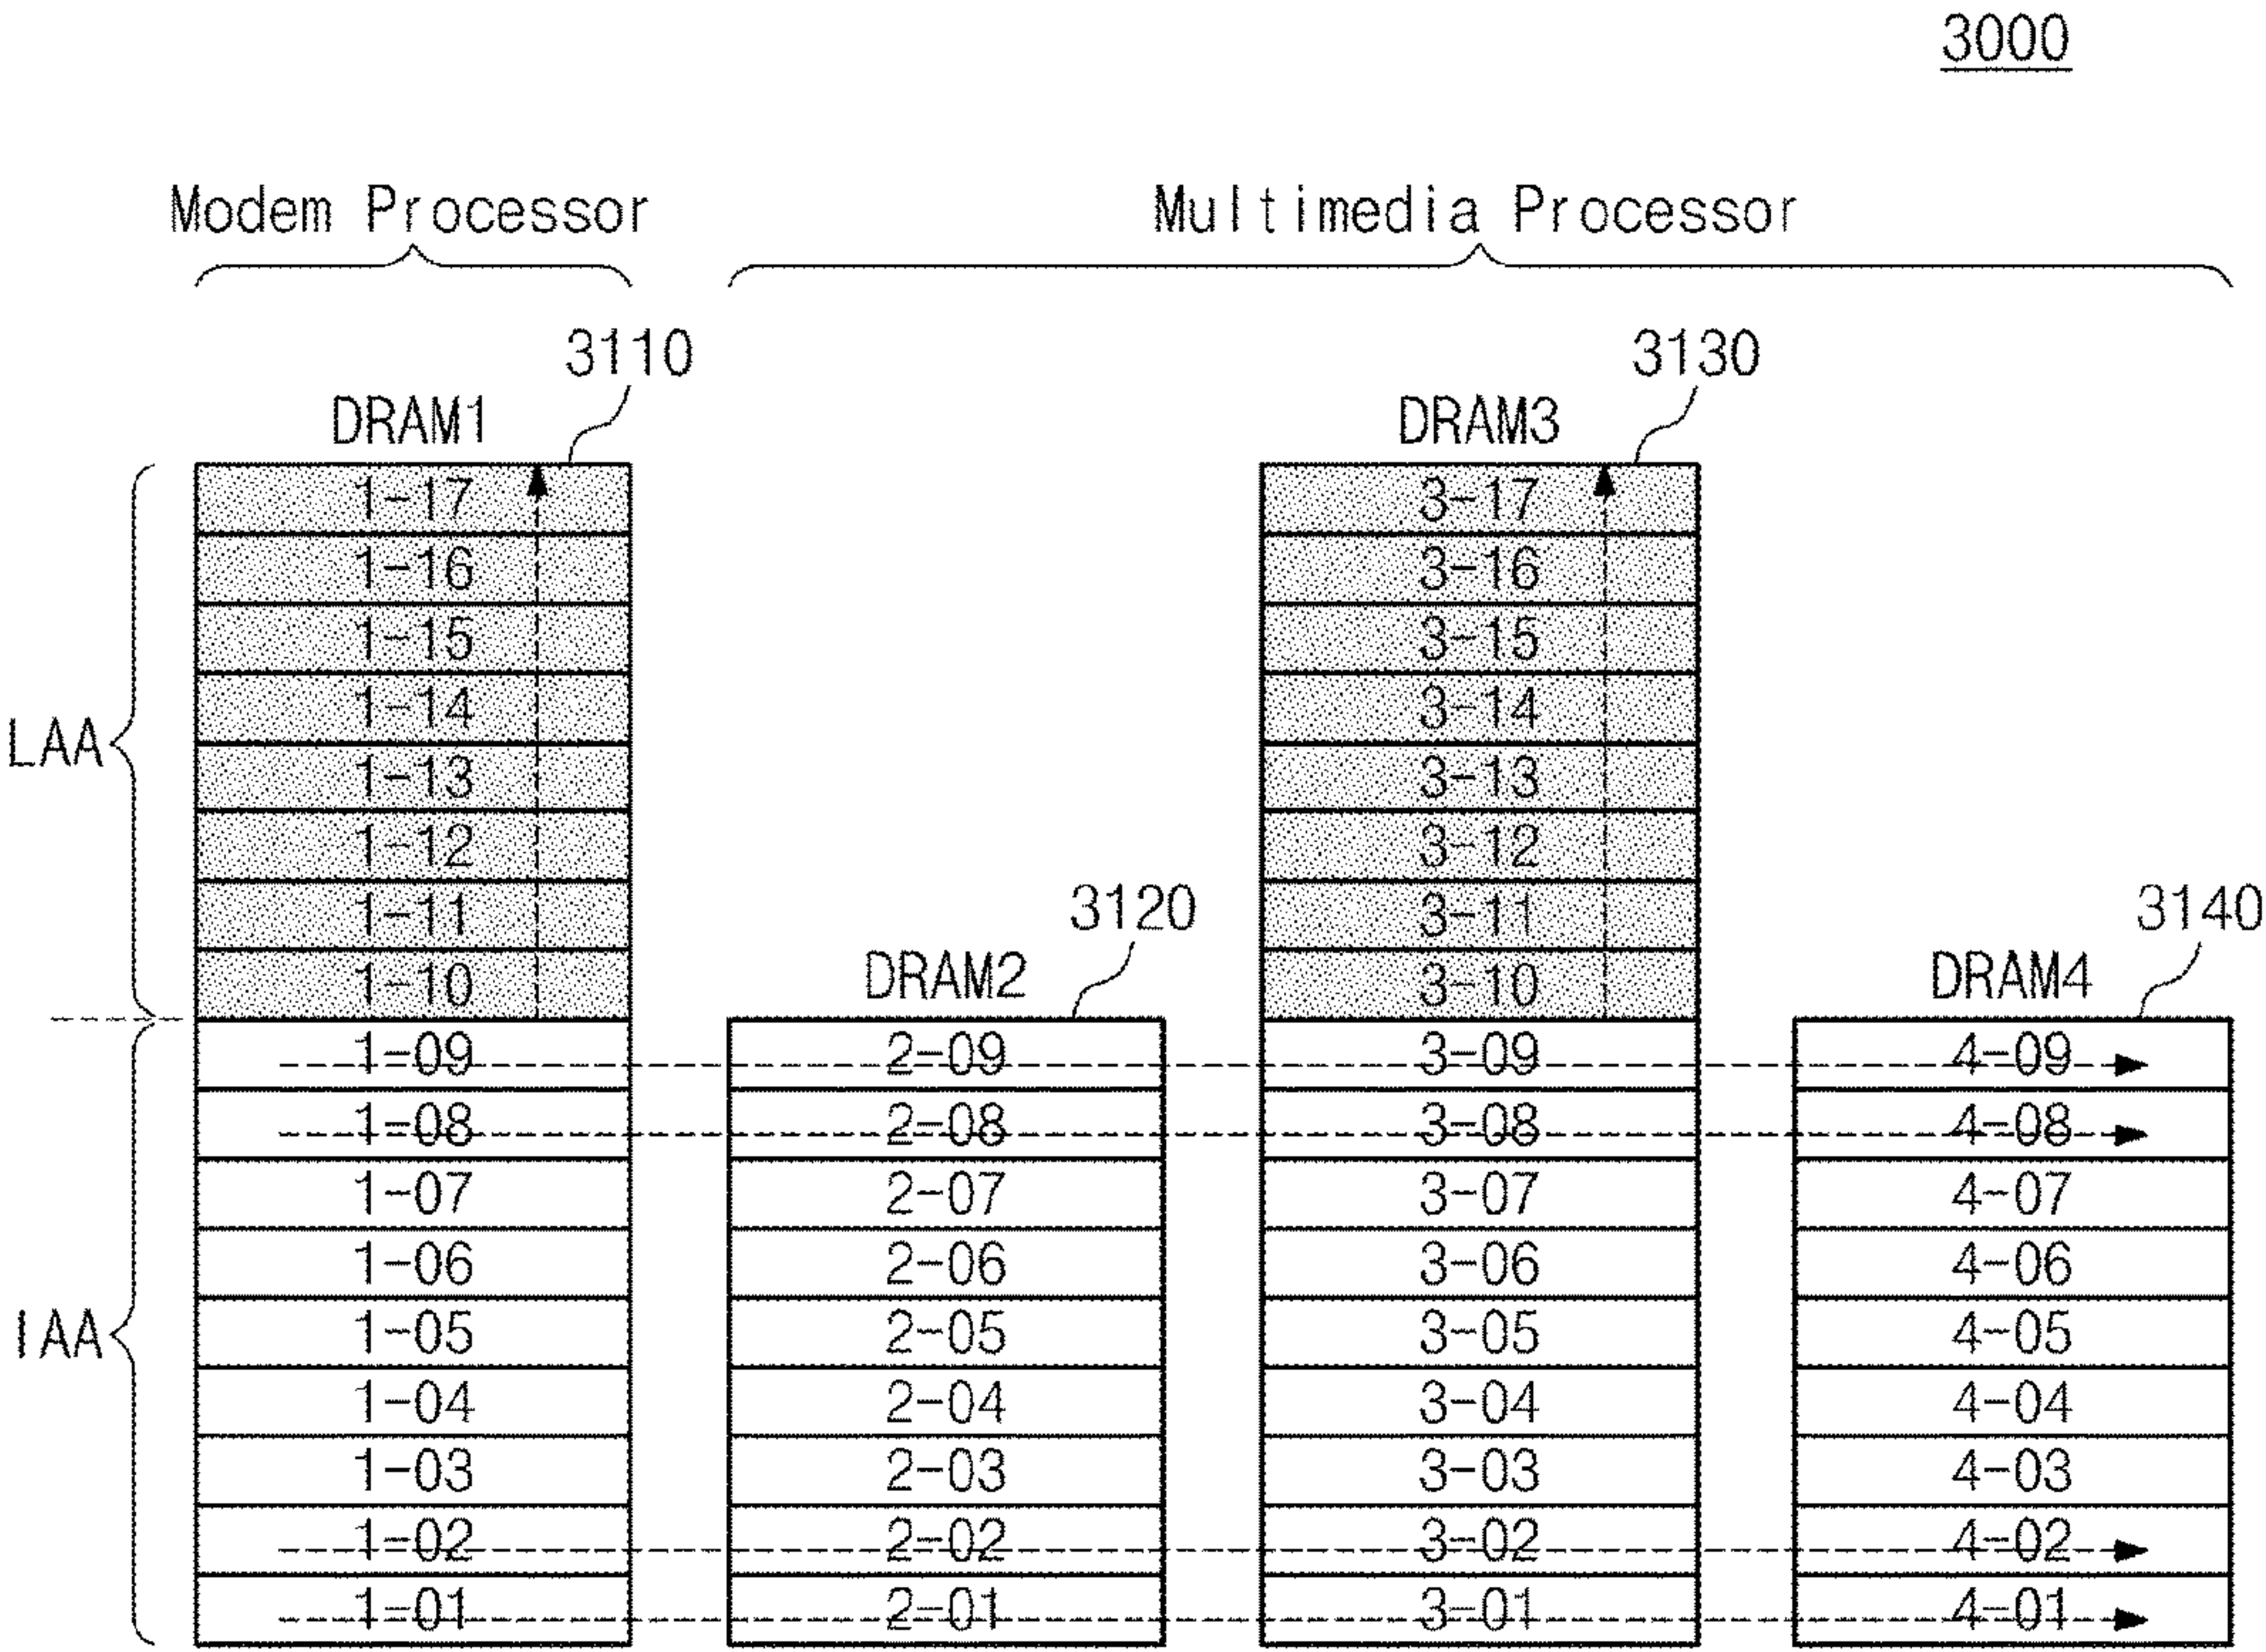 3000
Modem Processor Multimedia Processor
3110 3130
DRAM1 DRAM3
1-17 3-17
1-16 3-16
1-15 3-15
1-14 3-14
LAA
1-13 3-13
1-12 3-12
1-11 3-11
3120 3140
1-10 DRAM2 3-10 DRAM4
1-09 2-09 3-09 4-09
1-08 2-08 3-08 4-08
1-07 2-07 3-07 4-07
1-06 2-06 3-06 4-06
IAA 1-05 2-05 3-05 4-05
1-04 2-04 3-04 4-04
1-03 2-03 3-03 4-03
1-02 2-02 3-02 4-02
1-01 2-01 3-01 4-01